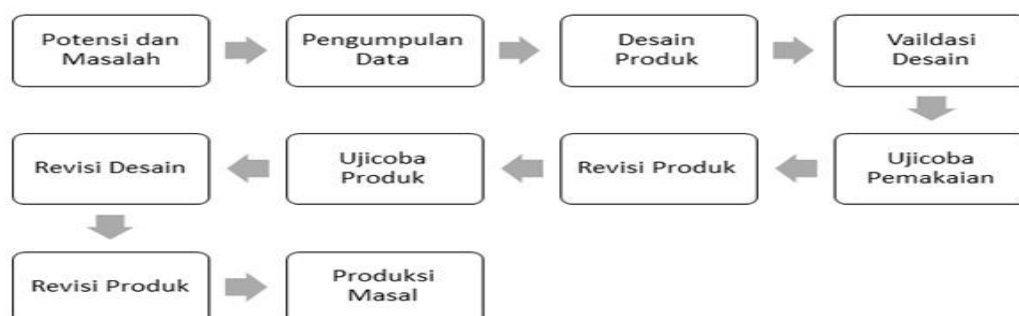 Potensi dan
Masalah
Pengumpulan
Data
Desain
Produk
Vaildasi
Desain
Ujicoba
Pemakaian
Revisi Produk
Ujicoba
Produk
Revisi Desain
Revisi Produk
Produksi
Masal